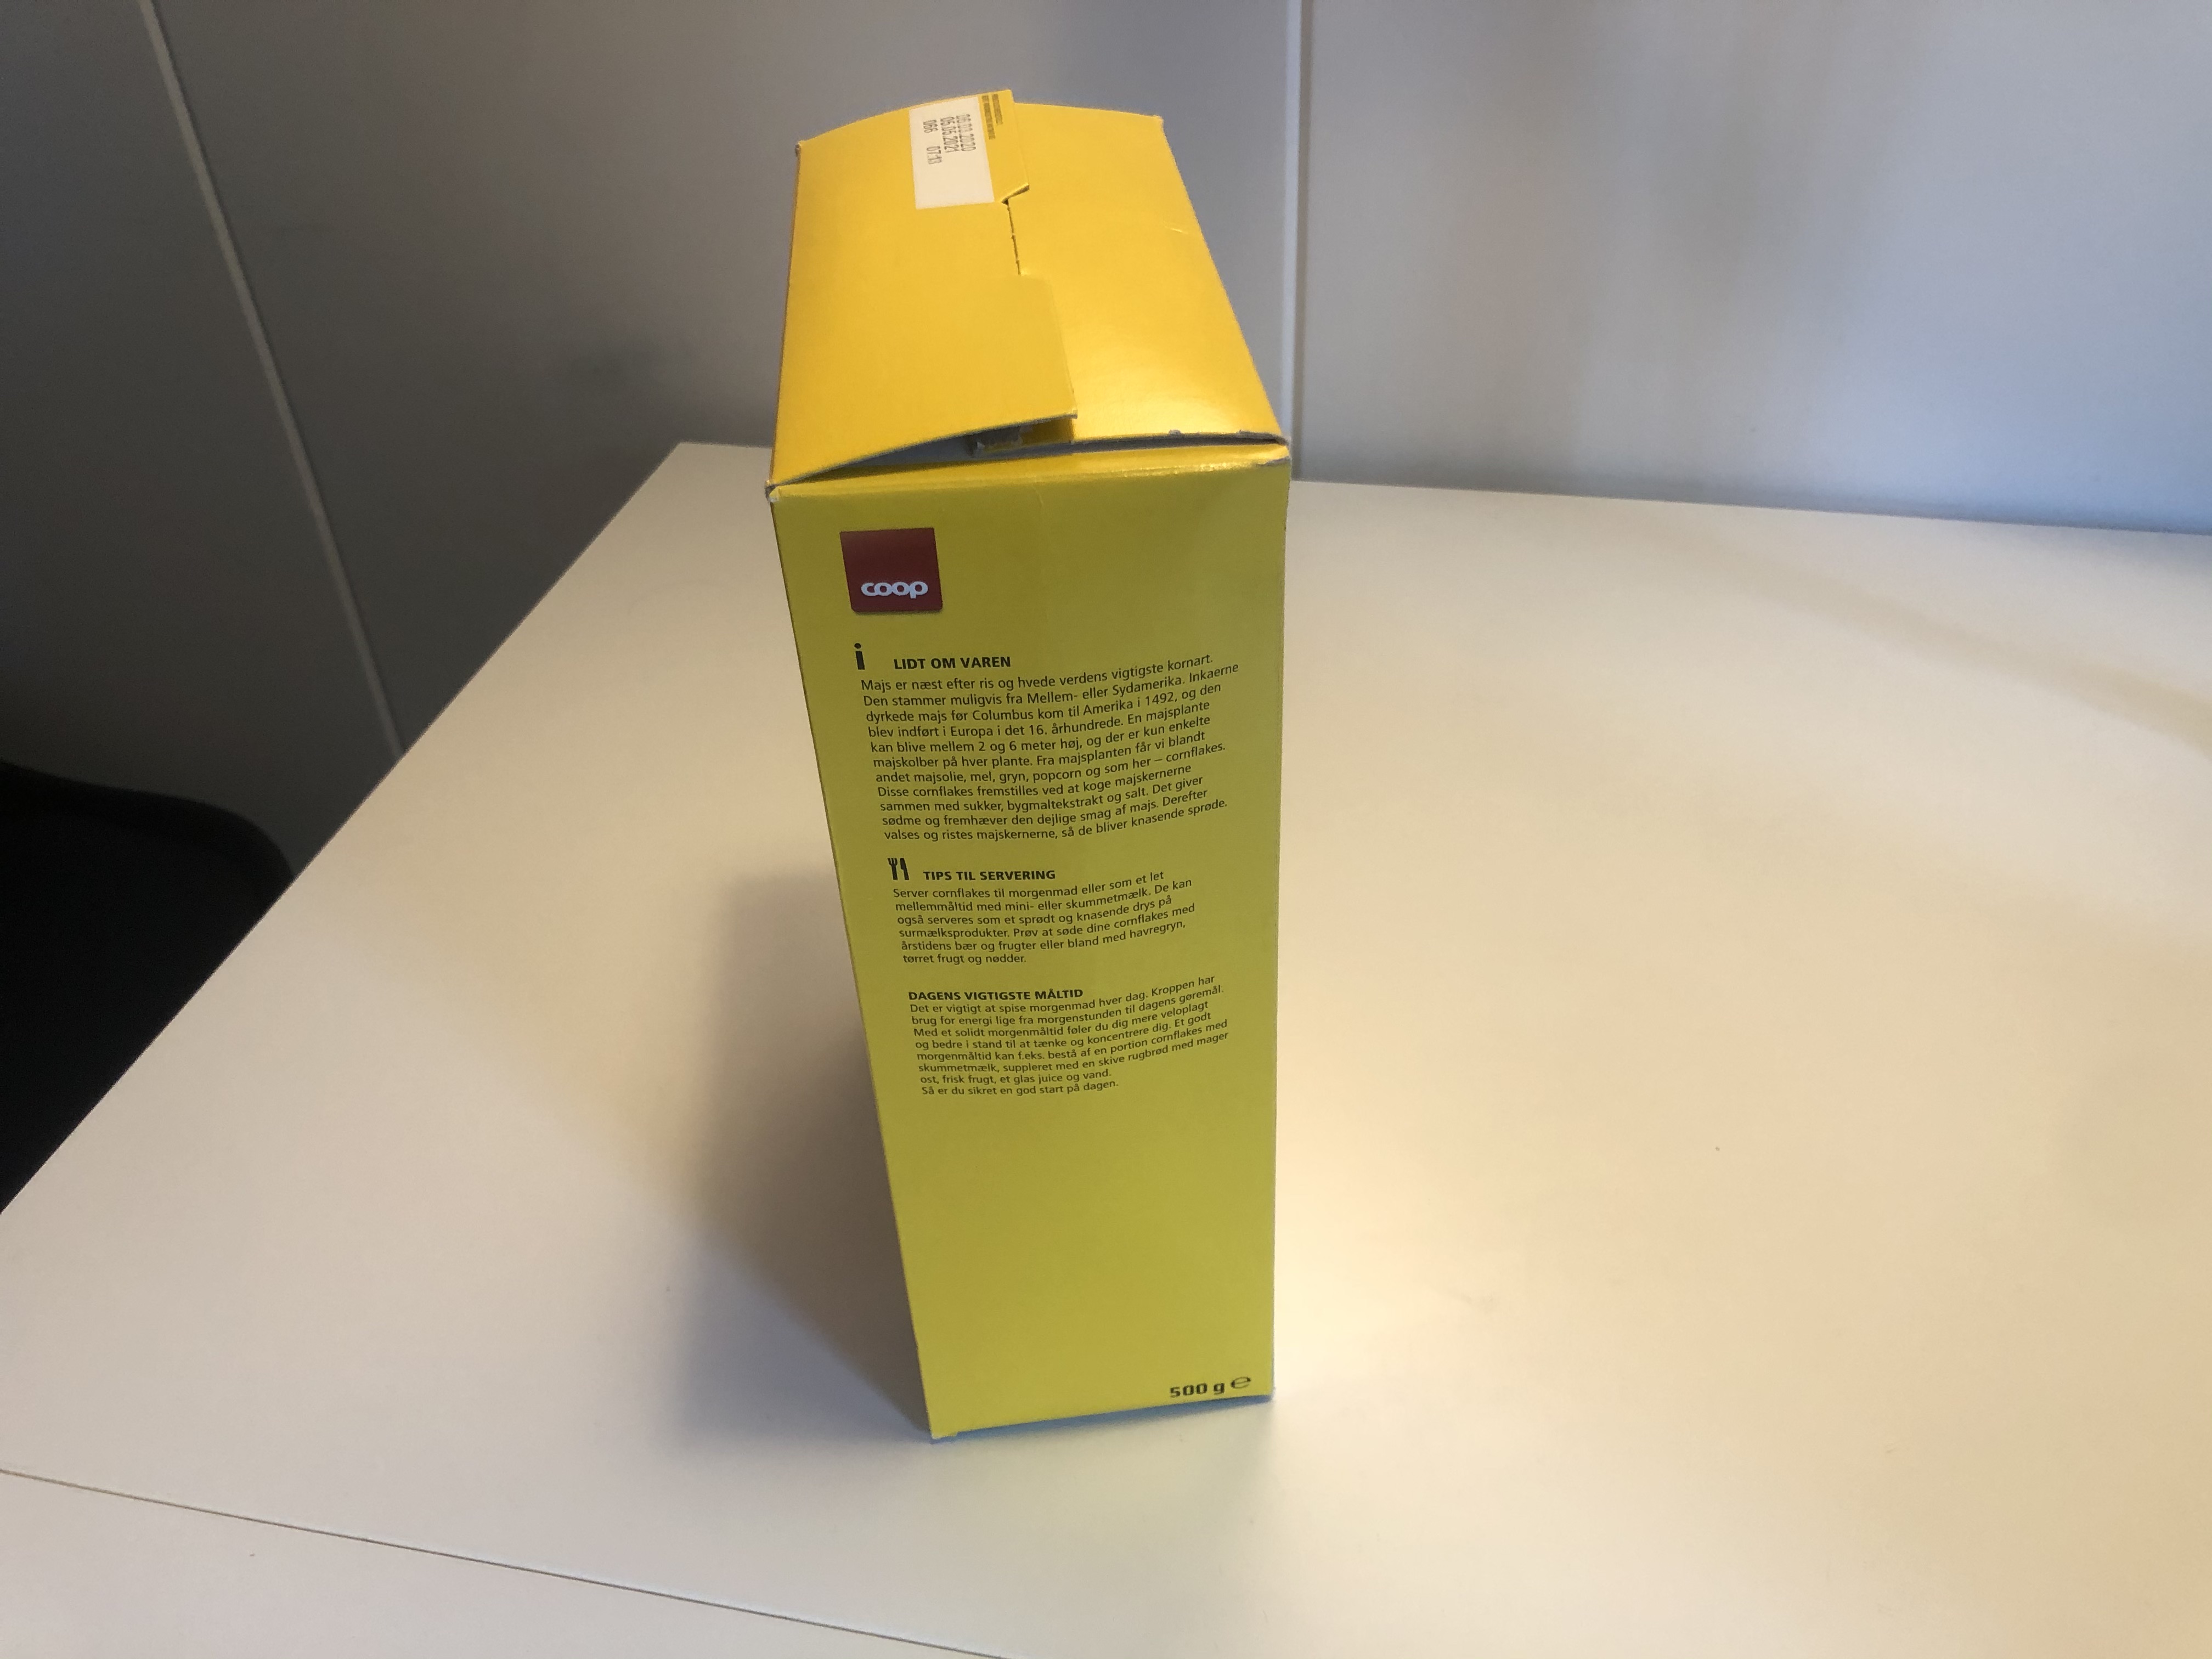 06.03.2020
05.06.2021
066 07:13
coop
i LIDT OM VAREN
Majs er næst efter ris og hvede verdens vigtigste kornart.
Den stammer muligvis fra Mellem- eller Sydamerika. Inkaerne
dyrkede majs før Columbus kom til Amerika i 1492, og den
blev indført i Europa i det 16. århundrede. En majsplante
kan blive mellem 2 og 6 meter høj, og der er kun enkelte
majskolber på hver plante. Fra majsplanten får vi blandt
andet majsolie, mel, gryn, popcorn og som her – cornflakes.
Disse cornflakes fremstilles ved at koge majskernerne
sammen med sukker, bygmaltekstrakt og salt. Det giver
sødme og fremhæver den dejlige smag af majs. Derefter
valses og ristes majskernerne, så de bliver knasende sprøde.
TIPS TIL SERVERING
Server cornflakes til morgenmad eller som et let
mellemmåltid med mini- eller skummetmælk. De kan
også serveres som et sprødt og knasende drys på
surmælksprodukter. Prøv at søde dine cornflakes med
årstidens bær og frugter eller bland med havregryn,
tørret frugt og nødder.
DAGENS VIGTIGSTE MÅLTID
Det er vigtigt at spise morgenmad hver dag. Kroppen har
brug for energi lige fra morgenstunden til dagens gøremål.
Med et solidt morgenmåltid føler du dig mere veloplagt
og bedre i stand til at tænke og koncentrere dig. Et godt
morgenmåltid kan f.eks. bestå af en portion cornflakes med
skummetmælk, suppleret med en skive rugbrød med mager
ost, frisk frugt, et glas juice og vand.
Så er du sikret en god start på dagen.
500 g ℮